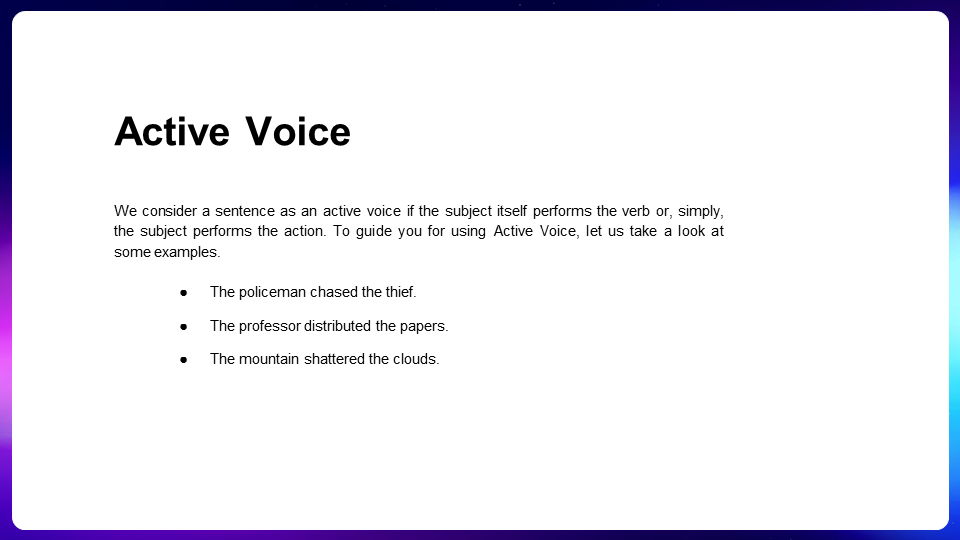 Active Voice
We consider a sentence as an active voice if the subject itself performs the verb or, simply,
the subject performs the action. To guide you for using Active Voice, let us take a look at
some examples.
● The policeman chased the thief.
● The professor distributed the papers.
● The mountain shattered the clouds.